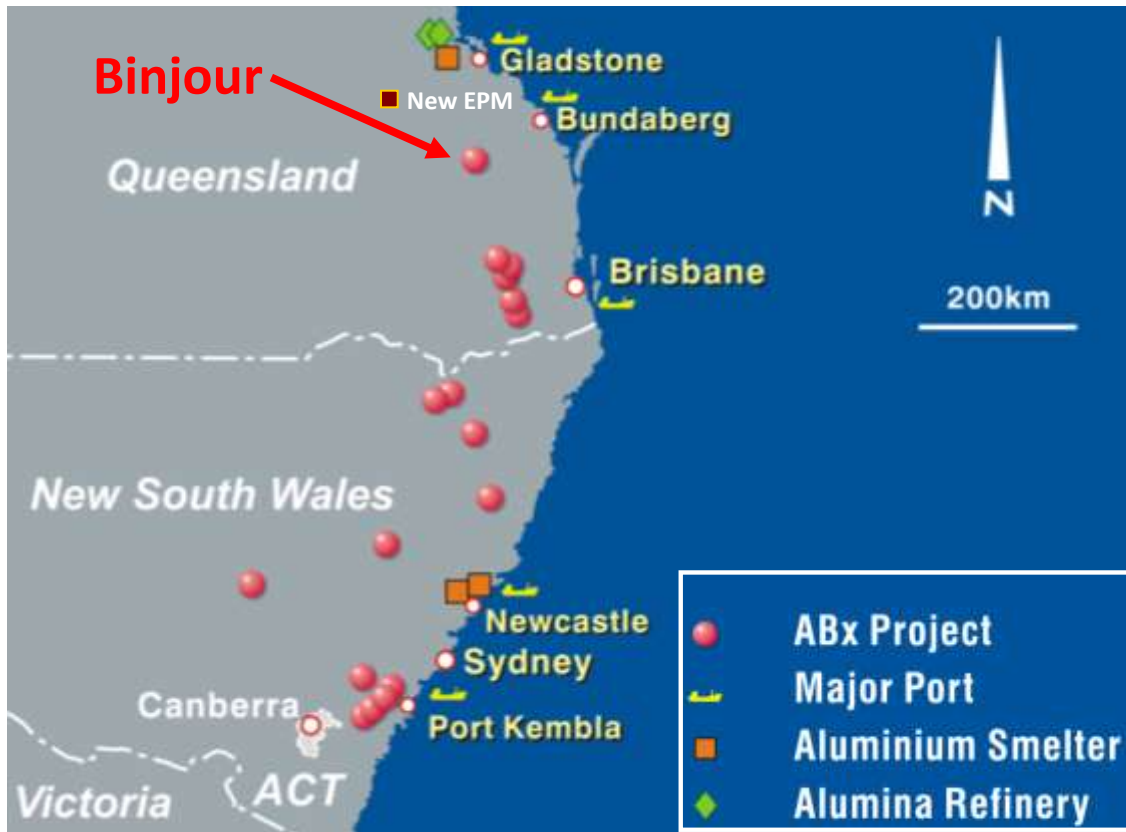 Gladstone
Binjour
New EPM
Bundaberg
Queensland
N
Brisbane
200km
New South Wales
Newcastle
Sydney
Canberra
Port Kembla
ACT
Victoria
ABx Project
Major Port
Aluminium Smelter
Alumina Refinery